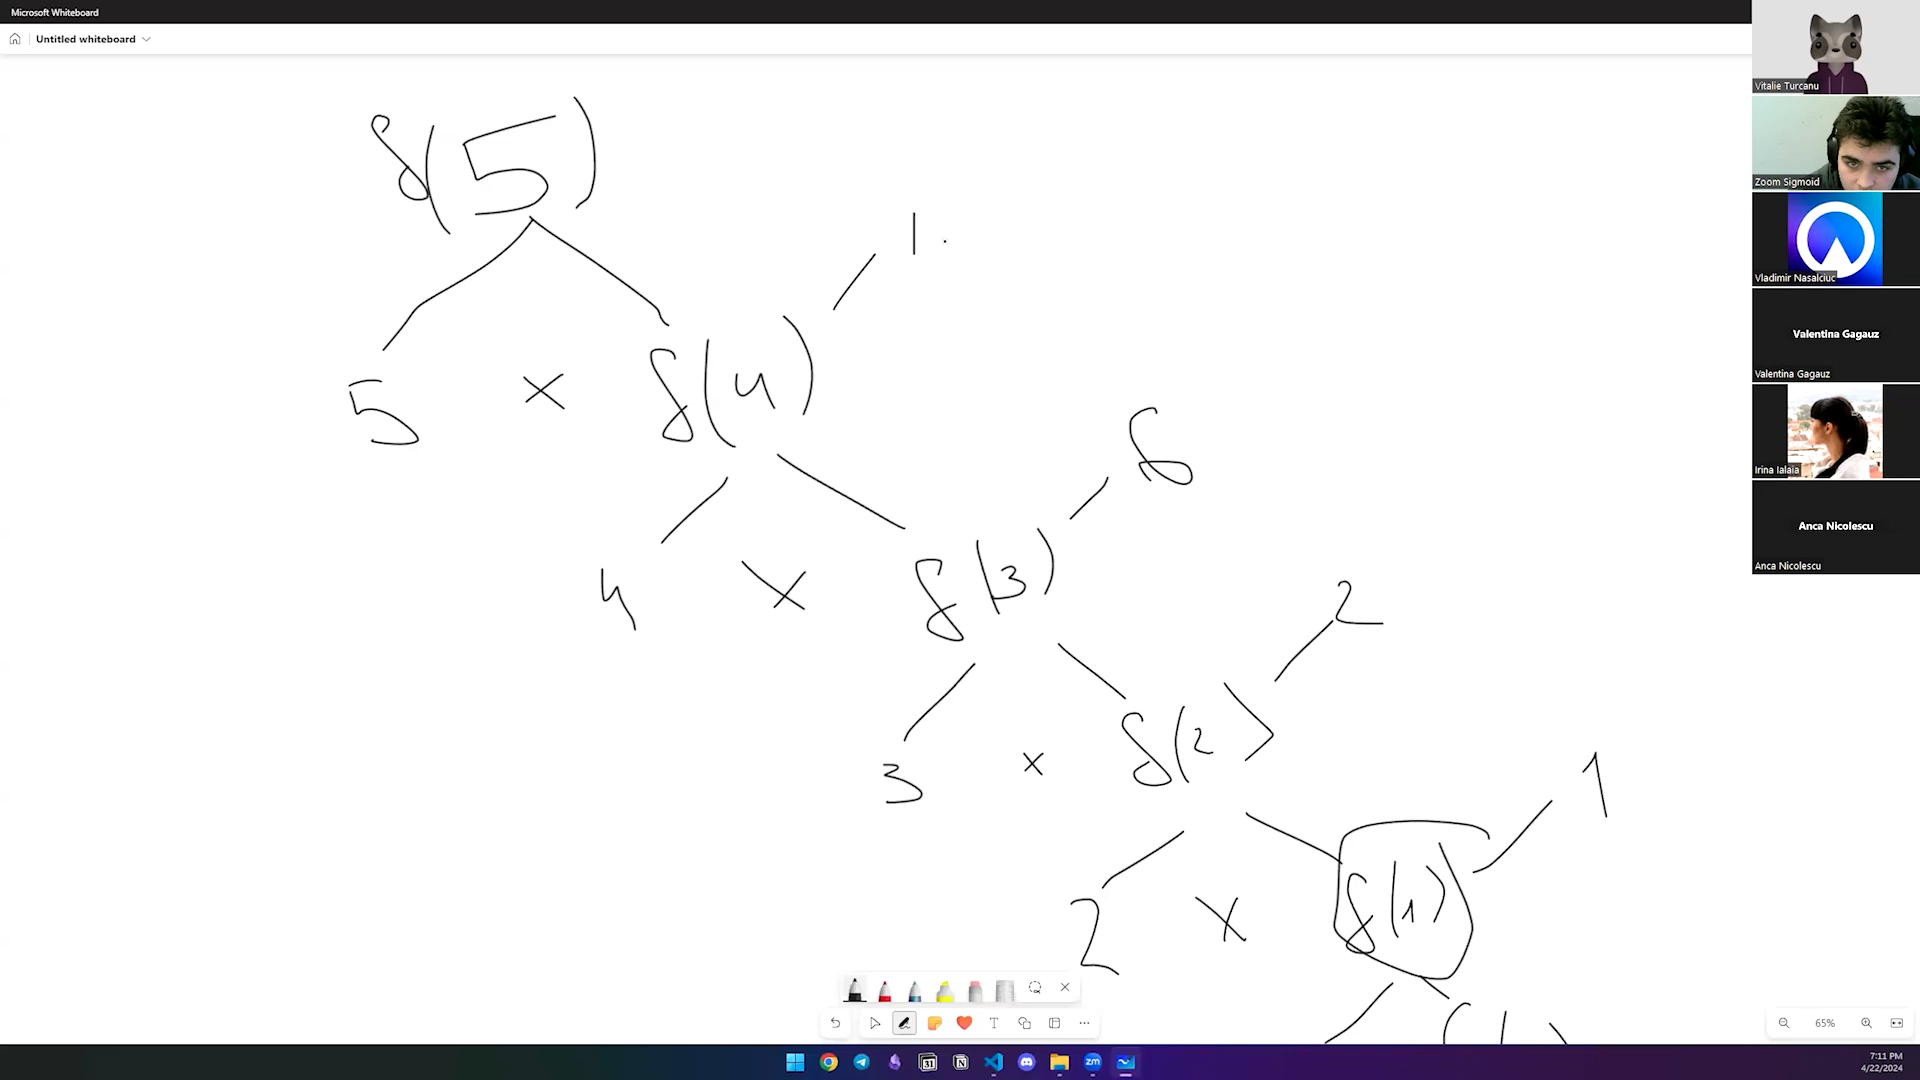 Microsoft Whiteboard
Untitled whiteboard
Vitalie Turcanu
Zoom Sigmoid
Vladimir Nasalciuc
Valentina Gagauz
Valentina Gagauz
Irina Ialaia
Anca Nicolescu
Anca Nicolescu
f(5)
1
5 x f(4)
6
4 x f(3)
2
3 x f(2)
1
2 x f(1)
T
65%
31
zm
7:11 PM
4/22/2024